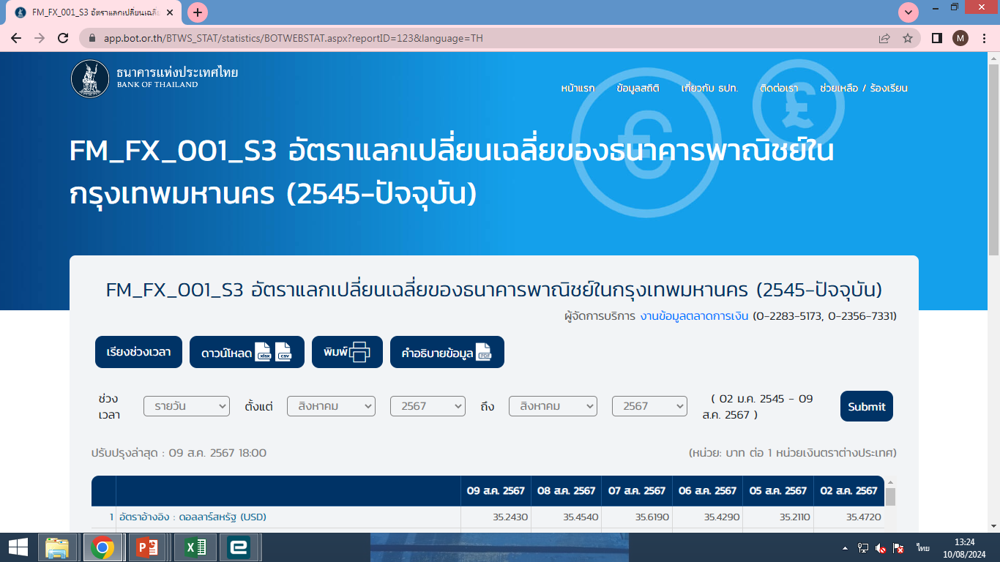 FM_FX_001_S3 อัตราแลกเปลี่ยนเฉลี่ย
app.bot.or.th/BTWS_STAT/statistics/BOTWEBSTAT.aspx?reportID=123&language=TH
M
ธนาคารแห่งประเทศไทย
BANK OF THAILAND
หน้าแรก ข้อมูลสถิติ เกี่ยวกับ ธปท. ติดต่อเรา ช่วยเหลือ / ร้องเรียน
FM_FX_001_S3 อัตราแลกเปลี่ยนเฉลี่ยของธนาคารพาณิชย์ใน
กรุงเทพมหานคร (2545-ปัจจุบัน)
FM_FX_001_S3 อัตราแลกเปลี่ยนเฉลี่ยของธนาคารพาณิชย์ในกรุงเทพมหานคร (2545-ปัจจุบัน)
ผู้จัดการบริการ งานข้อมูลตลาดการเงิน (0-2283-5173, 0-2356-7331)
เรียงช่วงเวลา ดาวน์โหลด xlsx csv พิมพ์ คำอธิบายข้อมูล PDF
ช่วง
เวลา
รายวัน ตั้งแต่ สิงหาคม 2567 ถึง สิงหาคม 2567
( 02 ม.ค. 2545 - 09
ส.ค. 2567 )
Submit
ปรับปรุงล่าสุด : 09 ส.ค. 2567 18:00
(หน่วย: บาท ต่อ 1 หน่วยเงินตราต่างประเทศ)
09 ส.ค. 2567 08 ส.ค. 2567 07 ส.ค. 2567 06 ส.ค. 2567 05 ส.ค. 2567 02 ส.ค. 2567
1 อัตราอ้างอิง : ดอลลาร์สหรัฐ (USD) 35.2430 35.4540 35.6190 35.4290 35.2110 35.4720
ไทย
13:24
10/08/2024